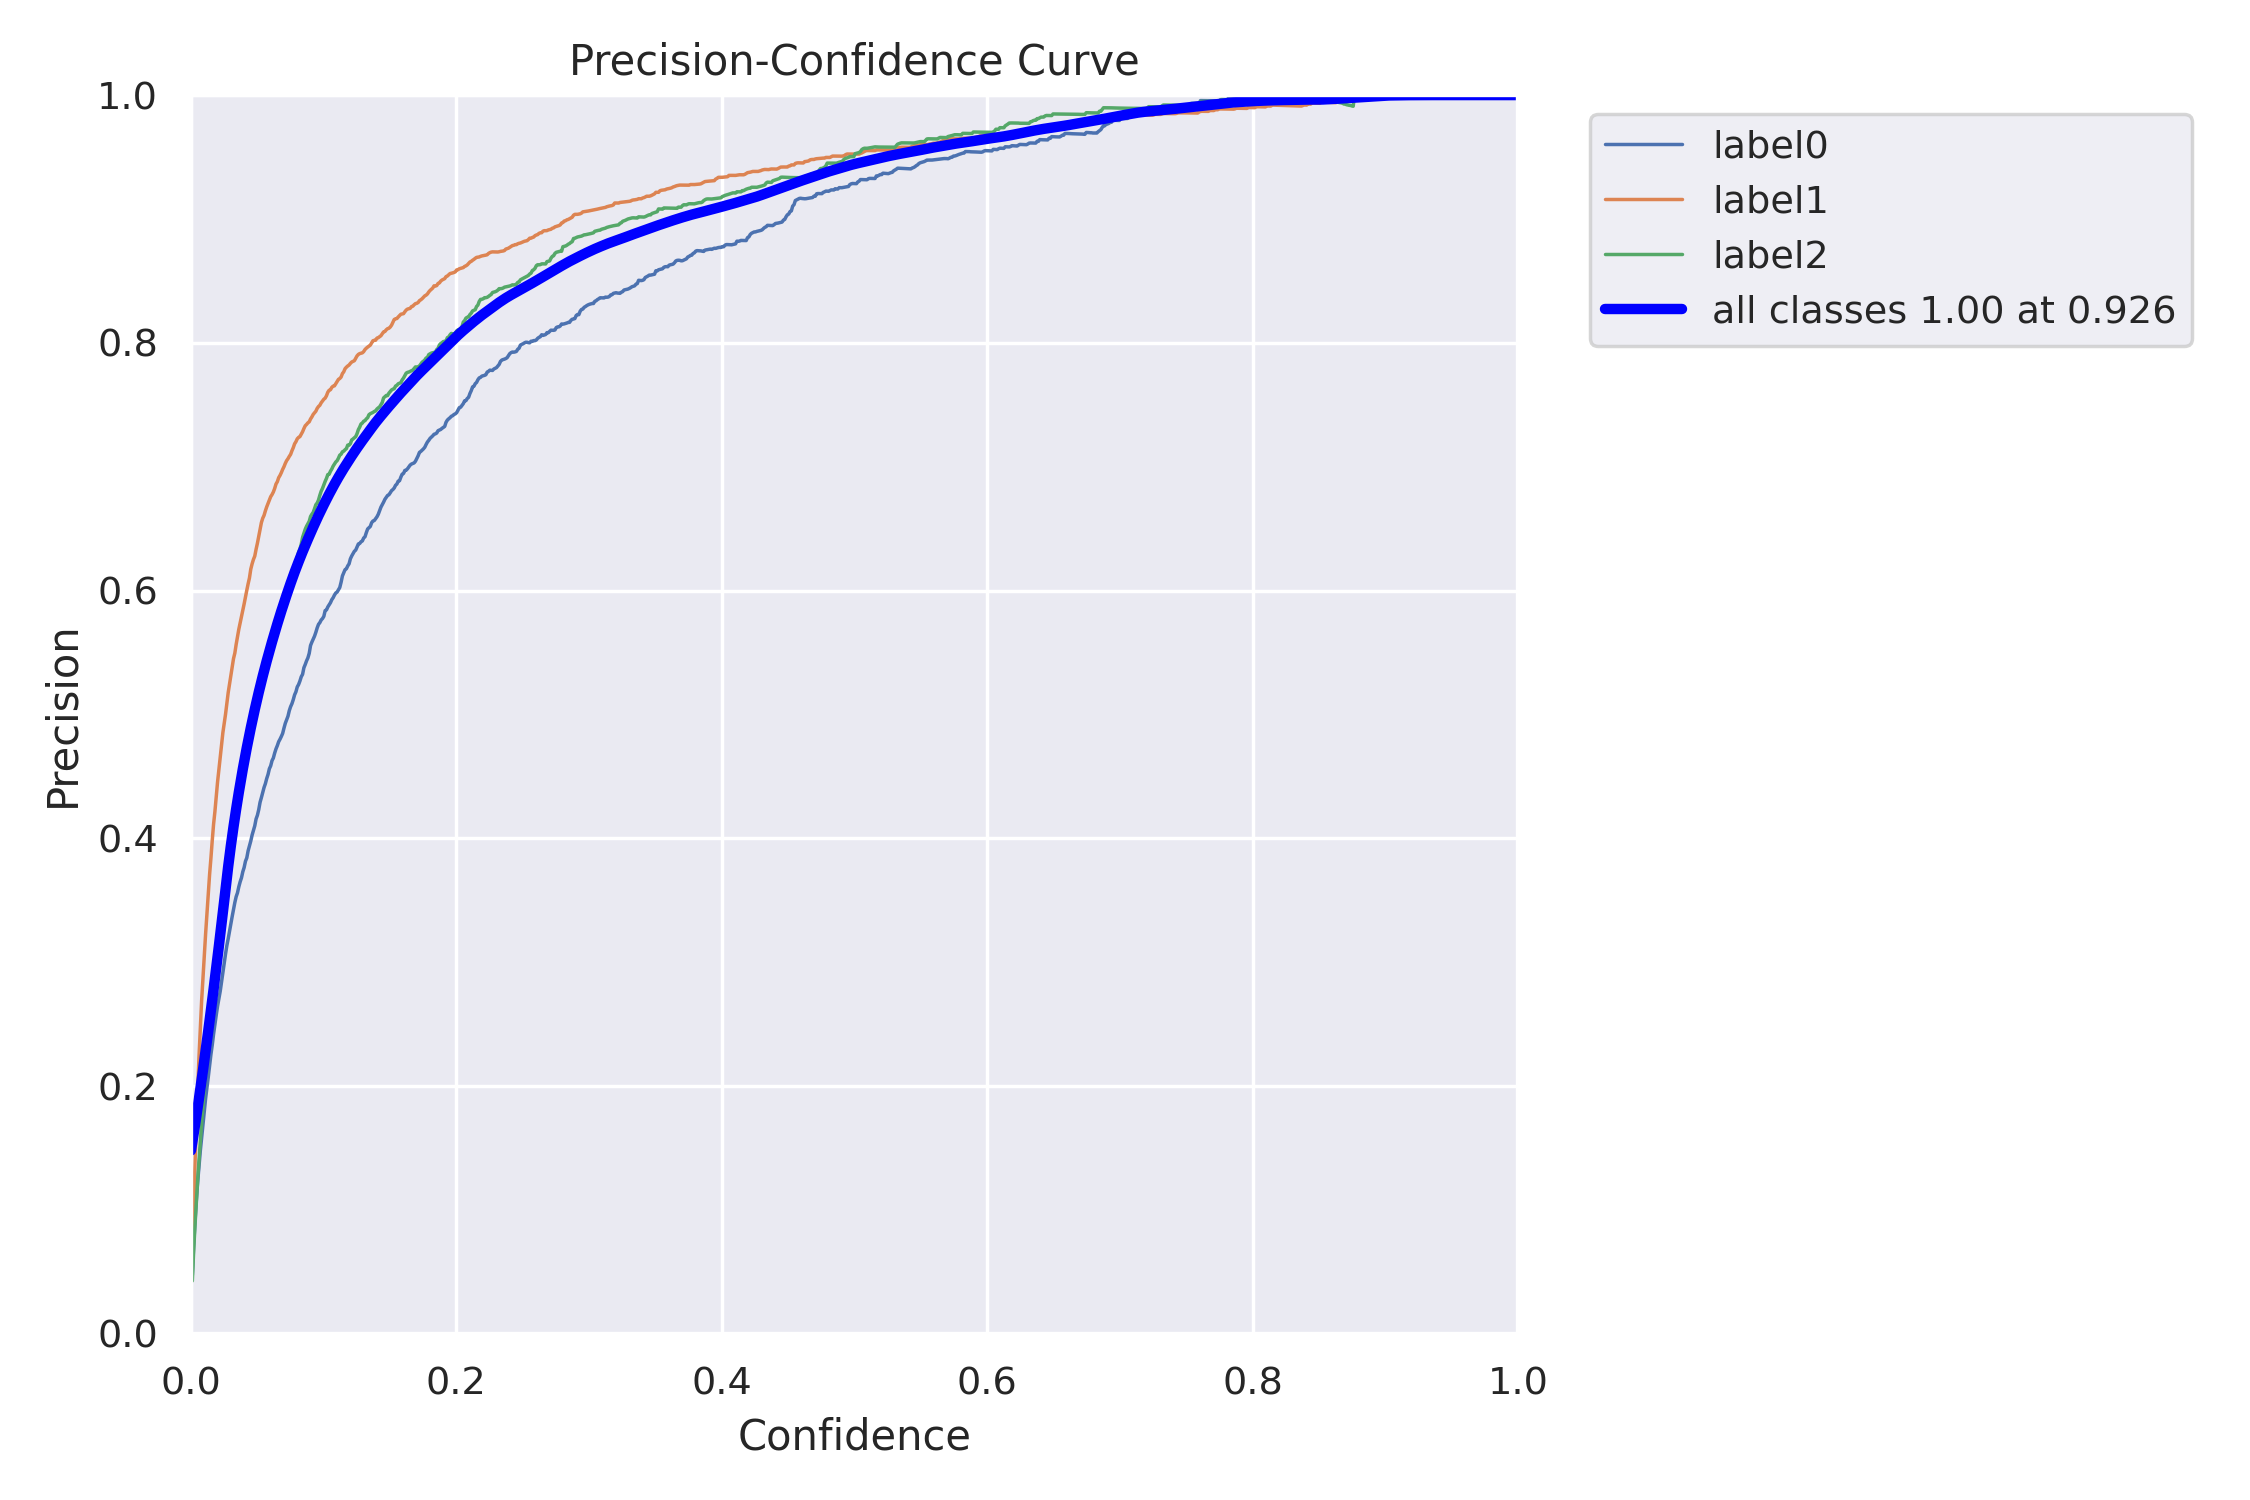 Precision-Confidence Curve
1.0
0.8
0.6
0.4
0.2
0.0
Precision
0.0 0.2 0.4 0.6 0.8 1.0
Confidence
label0
label1
label2
all classes 1.00 at 0.926